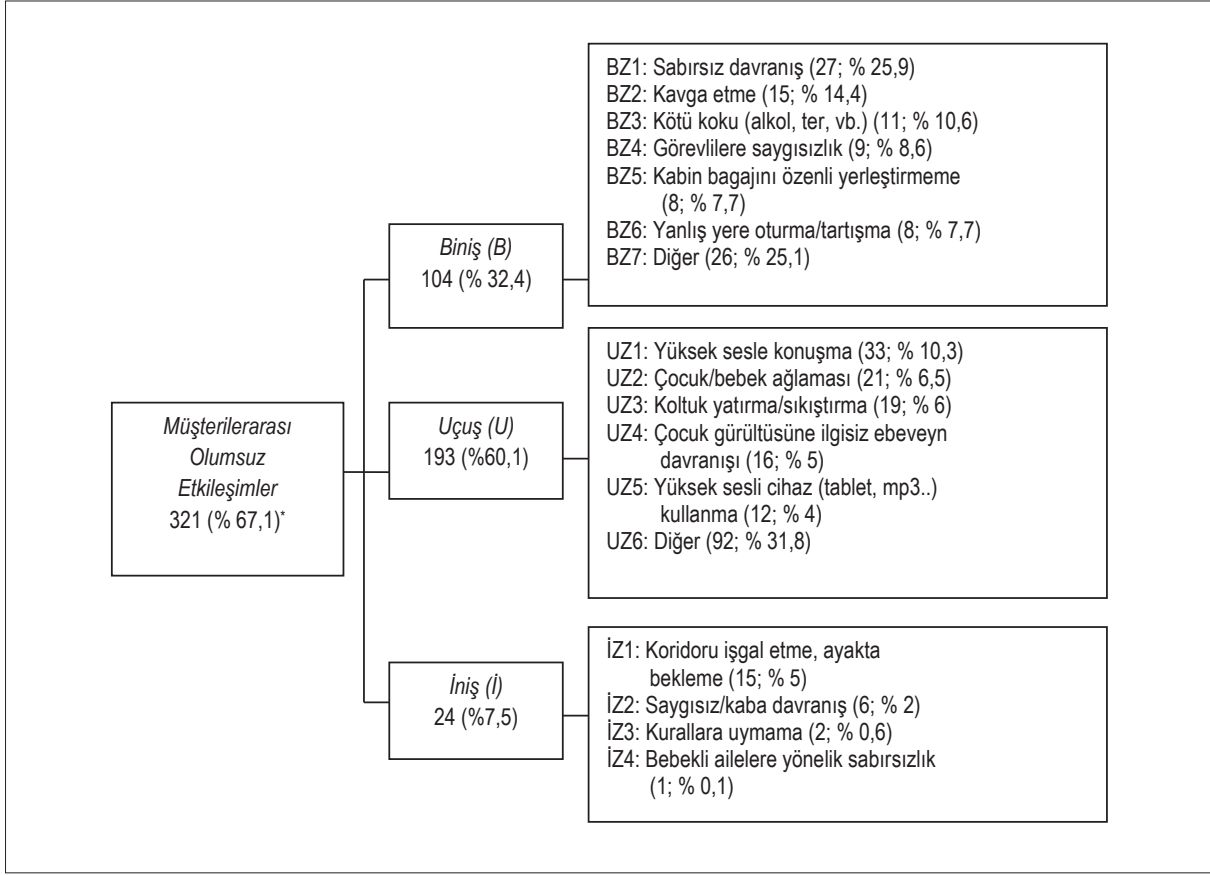 Müşterilerarası
Olumsuz
Etkileşimler
321 (% 67,1)*
Biniş (B)
104 (% 32,4)
BZ1: Sabırsız davranış (27; % 25,9)
BZ2: Kavga etme (15; % 14,4)
BZ3: Kötü koku (alkol, ter, vb.) (11; % 10,6)
BZ4: Görevlilere saygısızlık (9; % 8,6)
BZ5: Kabin bagajını özenli yerleştirmeme
(8; % 7,7)
BZ6: Yanlış yere oturma/tartışma (8; % 7,7)
BZ7: Diğer (26; % 25,1)
Uçuş (U)
193 (%60,1)
UZ1: Yüksek sesle konuşma (33; % 10,3)
UZ2: Çocuk/bebek ağlaması (21; % 6,5)
UZ3: Koltuk yatırma/sıkıştırma (19; % 6)
UZ4: Çocuk gürültüsüne ilgisiz ebeveyn
davranışı (16; % 5)
UZ5: Yüksek sesli cihaz (tablet, mp3..)
kullanma (12; % 4)
UZ6: Diğer (92; % 31,8)
İniş (İ)
24 (%7,5)
İZ1: Koridoru işgal etme, ayakta
bekleme (15; % 5)
İZ2: Saygısız/kaba davranış (6; % 2)
İZ3: Kurallara uymama (2; % 0,6)
İZ4: Bebekli ailelere yönelik sabırsızlık
(1; % 0,1)